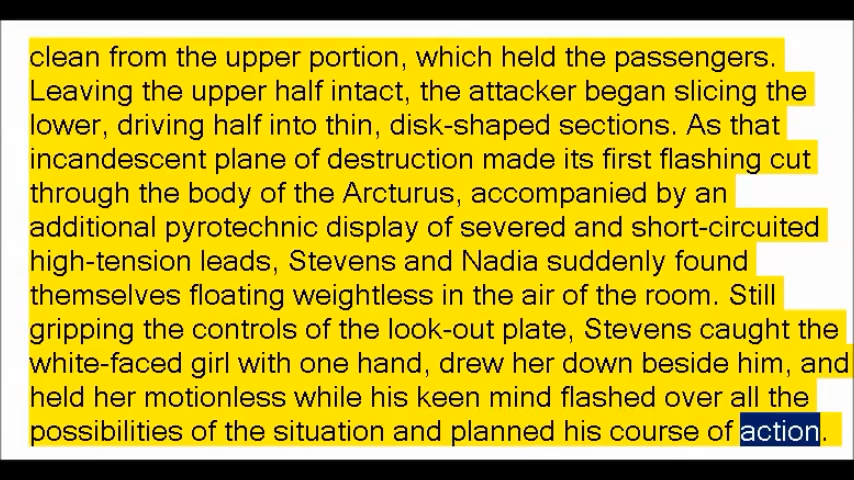 clean from the upper portion, which held the passengers.
Leaving the upper half intact, the attacker began slicing the
lower, driving half into thin, disk-shaped sections. As that
incandescent plane of destruction made its first flashing cut
through the body of the Arcturus, accompanied by an
additional pyrotechnic display of severed and short-circuited
high-tension leads, Stevens and Nadia suddenly found
themselves floating weightless in the air of the room. Still
gripping the controls of the look-out plate, Stevens caught the
white-faced girl with one hand, drew her down beside him, and
held her motionless while his keen mind flashed over all the
possibilities of the situation and planned his course of action.